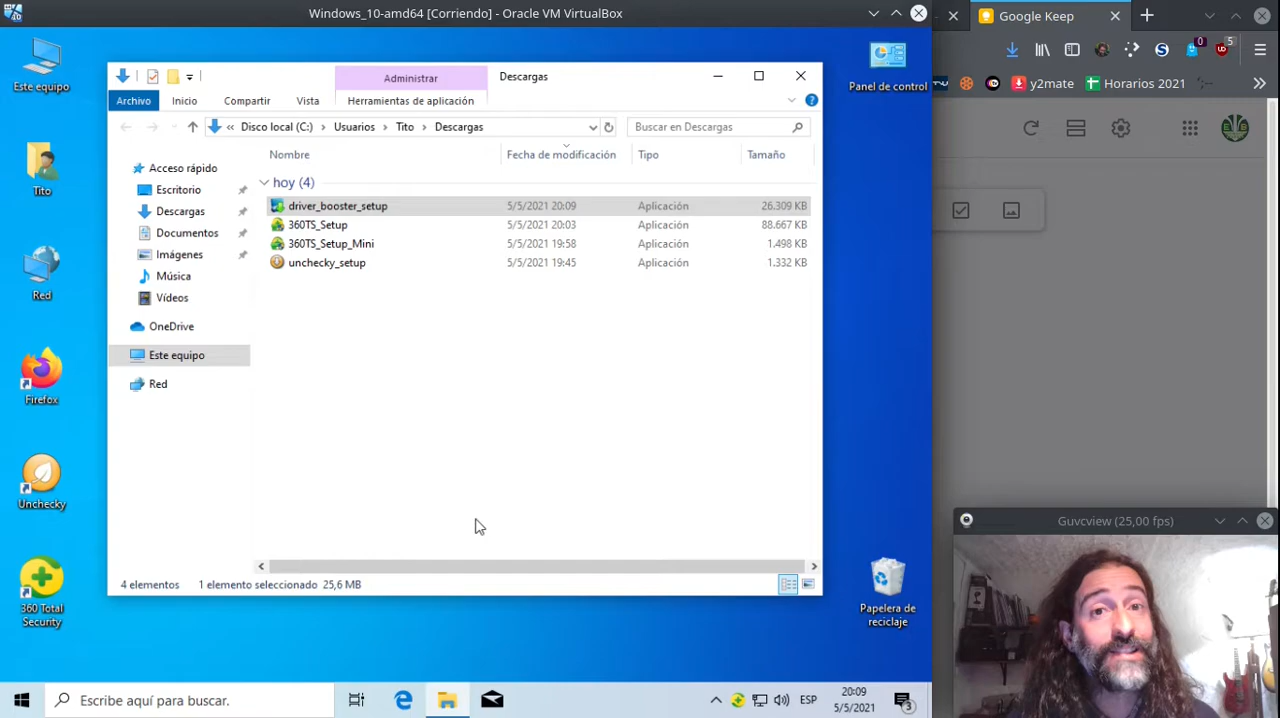 Windows_10-amd64 [Corriendo] - Oracle VM VirtualBox
Google Keep
0
5
y2mate
Horarios 2021
Este equipo
Tito
Red
Firefox
Unchecky
360 Total
Security
Panel de control
Papelera de
reciclaje
Administrar
Descargas
Archivo
Inicio
Compartir
Vista
Herramientas de aplicación
« Disco local (C:) > Usuarios > Tito > Descargas
Buscar en Descargas
Nombre
Fecha de modificación
Tipo
Tamaño
hoy (4)
driver_booster_setup 5/5/2021 20:09 Aplicación 26.309 KB
360TS_Setup 5/5/2021 20:03 Aplicación 88.667 KB
360TS_Setup_Mini 5/5/2021 19:58 Aplicación 1.498 KB
unchecky_setup 5/5/2021 19:45 Aplicación 1.332 KB
Acceso rápido
Escritorio
Descargas
Documentos
Imágenes
Música
Vídeos
OneDrive
Este equipo
Red
4 elementos 1 elemento seleccionado 25,6 MB
Guvcview (25,00 fps)
Escribe aquí para buscar.
ESP
20:09
5/5/2021
3